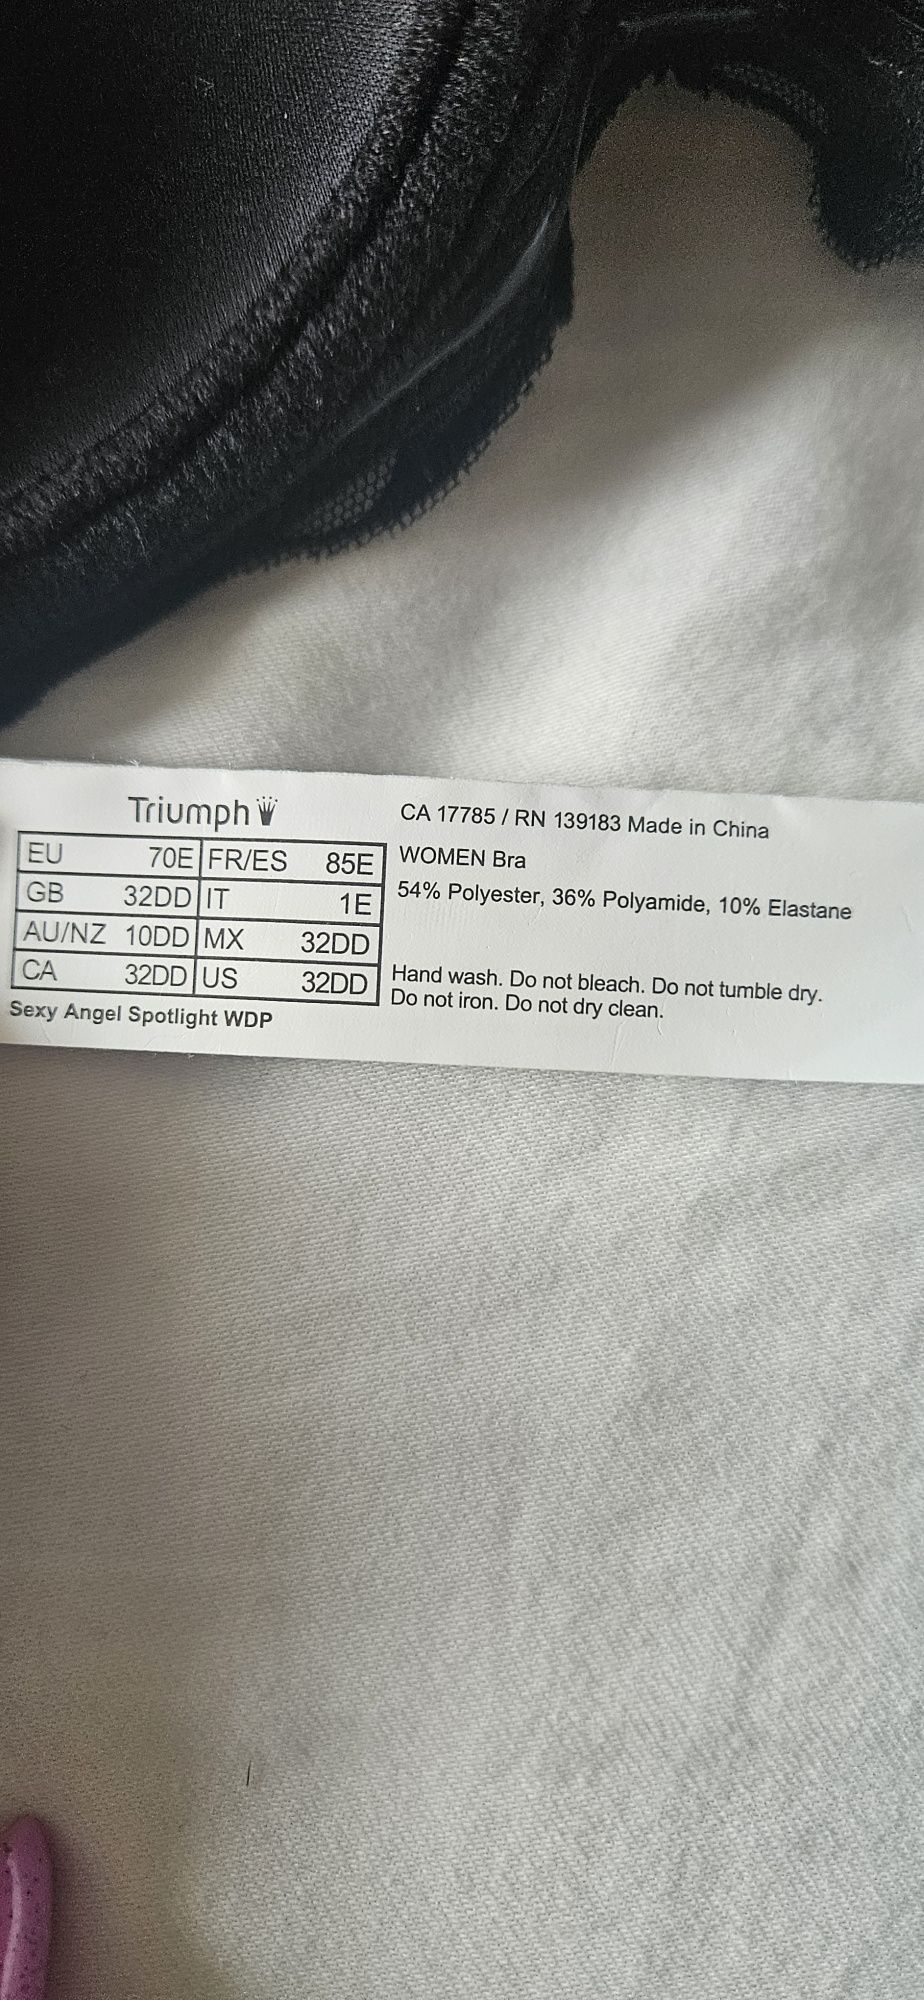 Triumph
EU 70E FR/ES 85E
GB 32DD IT 1E
AU/NZ 10DD MX 32DD
CA 32DD US 32DD
Sexy Angel Spotlight WDP
CA 17785 / RN 139183 Made in China
WOMEN Bra
54% Polyester, 36% Polyamide, 10% Elastane
Hand wash. Do not bleach. Do not tumble dry.
Do not iron. Do not dry clean.